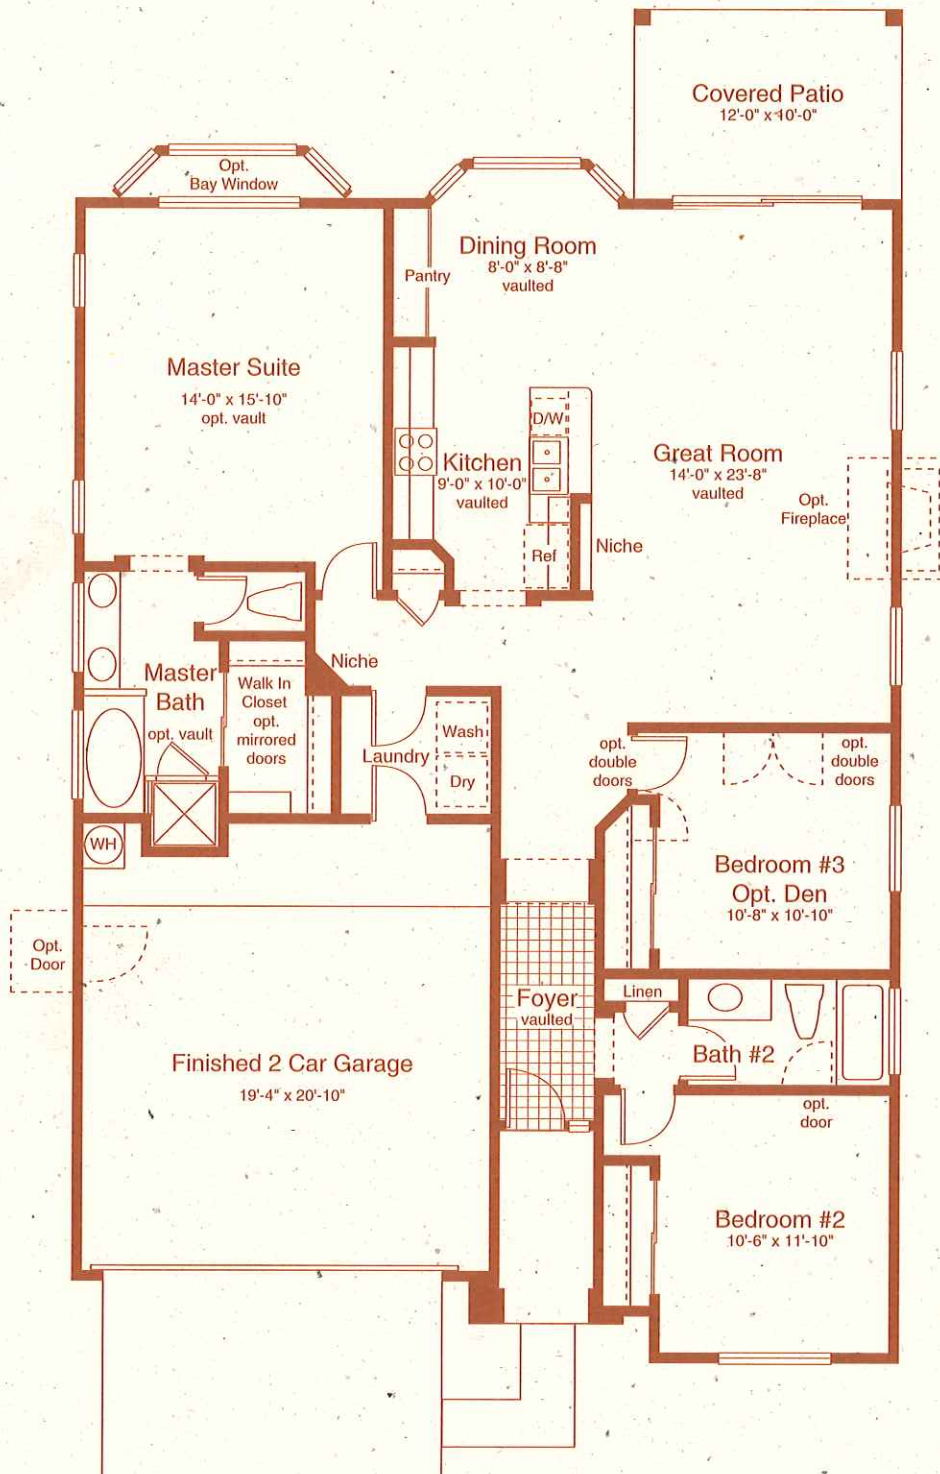 Covered Patio
12'-0" x 10'-0"
Opt.
Bay Window
Dining Room
8'-0" x 8'-8"
vaulted
Pantry
Master Suite
14'-0" x 15'-10"
opt. vault
D/W
Kitchen
9'-0" x 10'-0"
vaulted
Great Room
14'-0" x 23'-8"
vaulted
Opt.
Fireplace
Ref
Niche
Niche
Master
Bath
opt. vault
Walk In
Closet
opt.
mirrored
doors
Laundry
Wash
Dry
opt.
double
doors
opt.
double
doors
WH
Bedroom #3
Opt. Den
10'-8" x 10'-10"
Opt.
Door
Foyer
vaulted
Linen
Bath #2
Finished 2 Car Garage
19'-4" x 20'-10"
opt.
door
Bedroom #2
10'-6" x 11'-10"